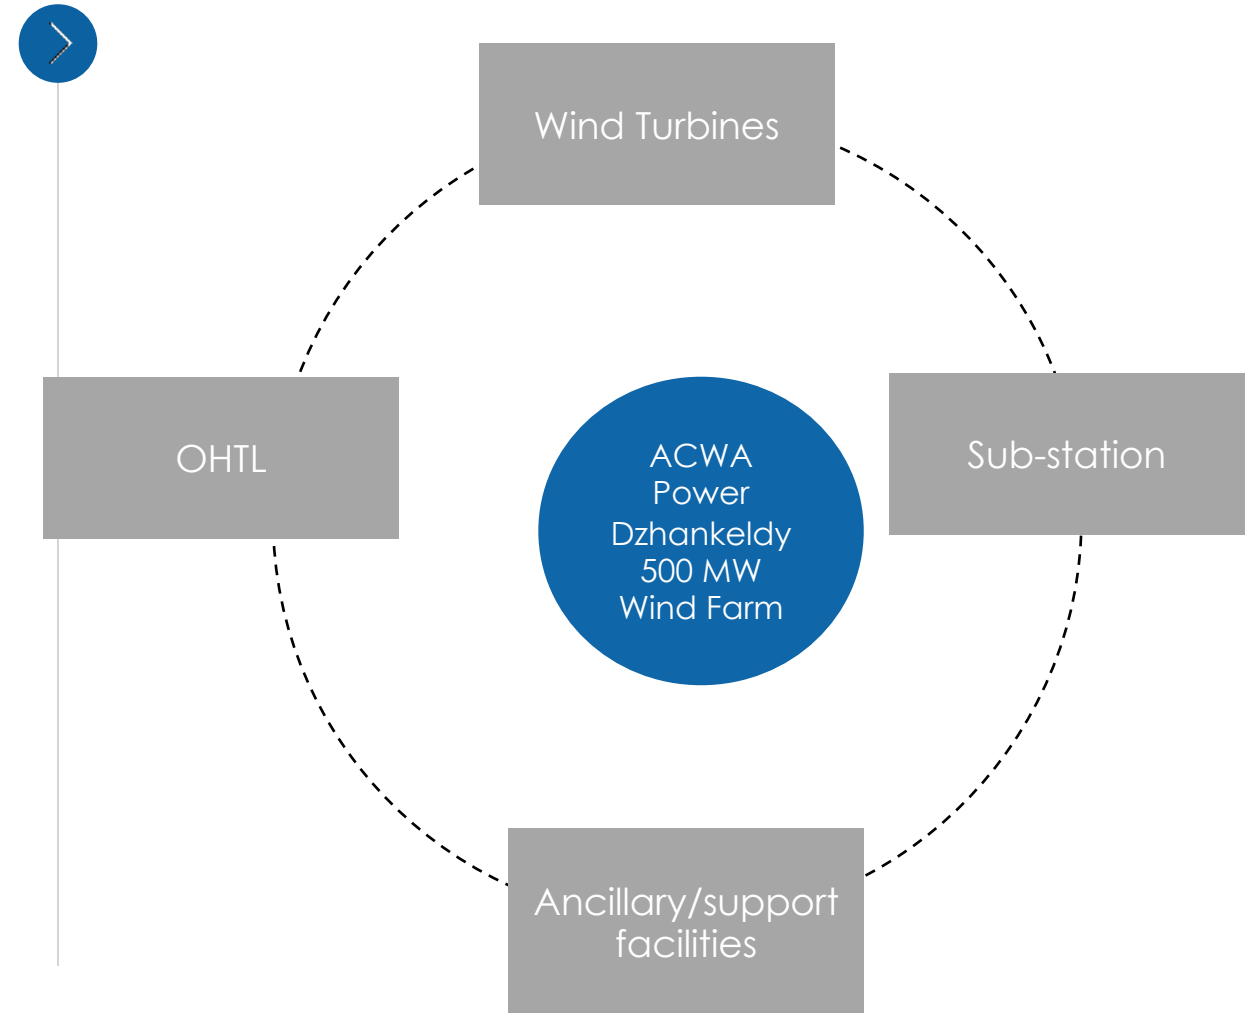 Wind Turbines
OHTL
ACWA
Power
Dzhankeldy
500 MW
Wind Farm
Sub-station
Ancillary/support
facilities